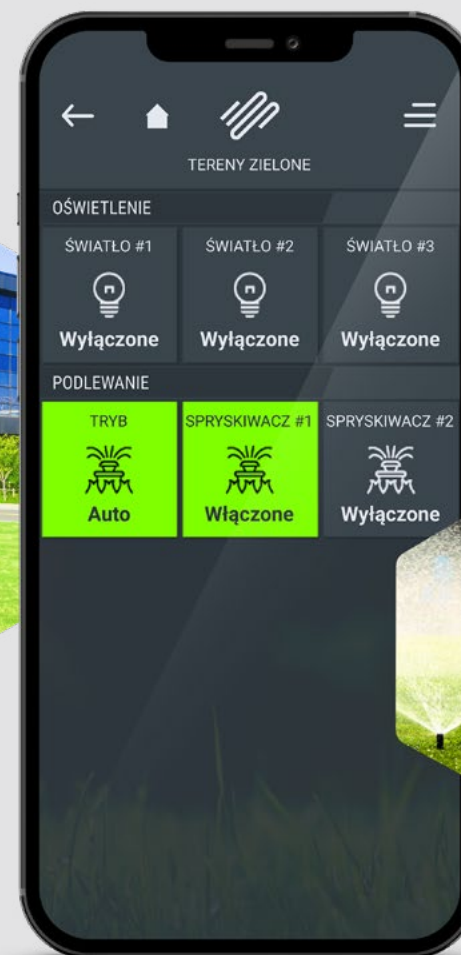 TERENY ZIELONE
OŚWIETLENIE
ŚWIATŁO #1 ŚWIATŁO #2 ŚWIATŁO #3
Wyłączone Wyłączone Wyłączone
PODLEWANIE
TRYB SPRYSKIWACZ #1 SPRYSKIWACZ #2
Auto Włączone Wyłączone